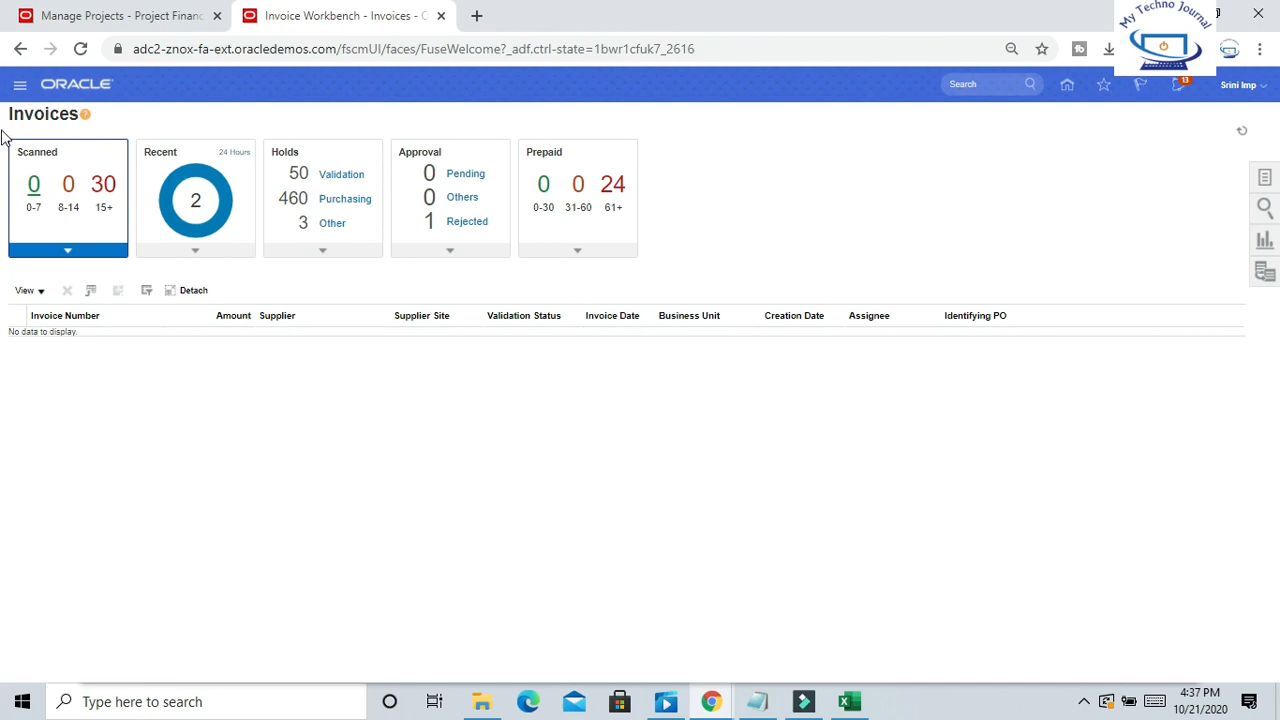 Manage Projects - Project Financ
Invoice Workbench - Invoices - O
My Techno Journal
adc2-znox-fa-ext.oracledemos.com/fscmUI/faces/FuseWelcome?_adf.ctrl-state=1bwr1cfuk7_2616
ORACLE
Search
13
Srini Imp
Invoices
Scanned
0 0 30
0-7 8-14 15+
Recent 24 Hours
2
Holds
50 Validation
460 Purchasing
3 Other
Approval
0 Pending
0 Others
1 Rejected
Prepaid
0 0 24
0-30 31-60 61+
View Detach
Invoice Number Amount Supplier Supplier Site Validation Status Invoice Date Business Unit Creation Date Assignee Identifying PO
No data to display.
Type here to search
4:37 PM
10/21/2020